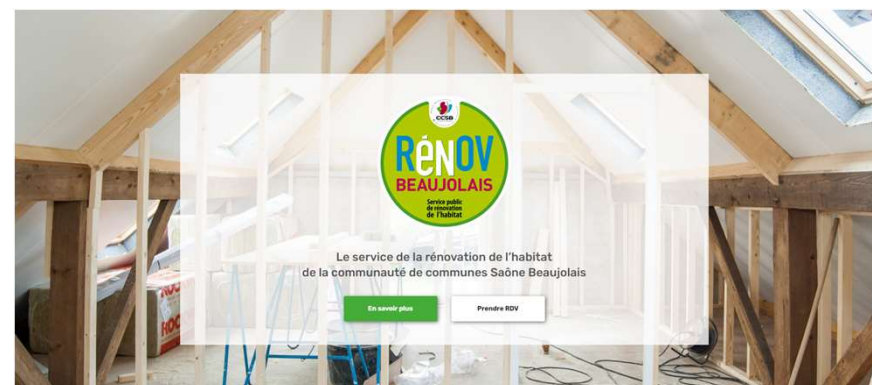 CCSB
RÉNOV
BEAUJOLAIS
Service public
de rénovation
de l'habitat
Le service de la rénovation de l'habitat
de la communauté de communes Saône Beaujolais
En savoir plus
Prendre RDV